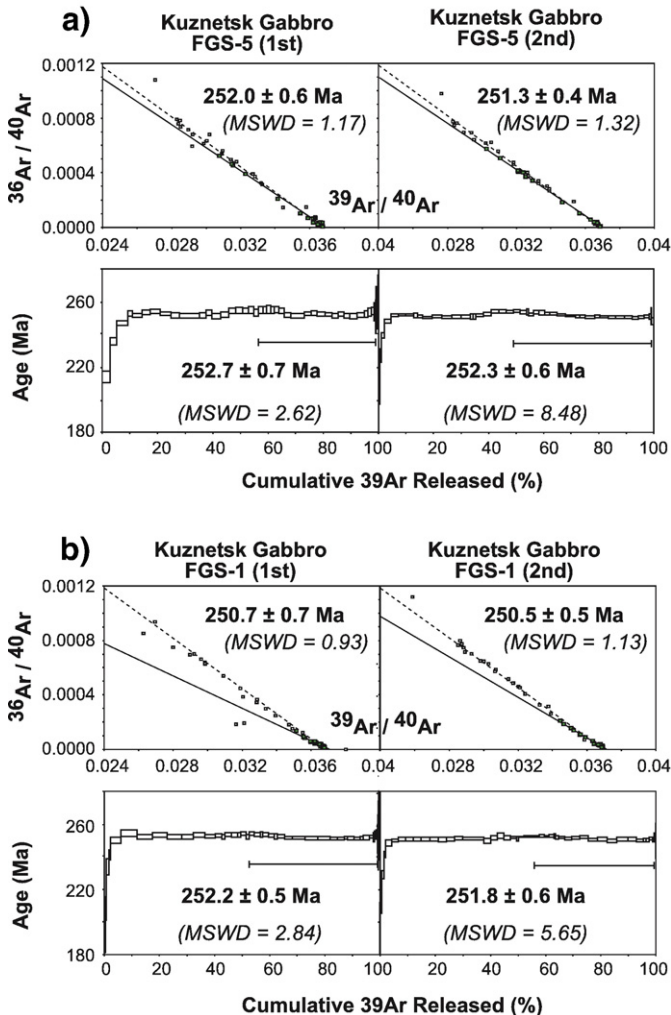 a)
Kuznetsk Gabbro
FGS-5 (1st)
Kuznetsk Gabbro
FGS-5 (2nd)
0.0012
0.0008
0.0004
0.0000
36Ar / 40Ar
252.0 ± 0.6 Ma
(MSWD = 1.17)
251.3 ± 0.4 Ma
(MSWD = 1.32)
39Ar / 40Ar
0.024 0.028 0.032 0.036 0.04 0.028 0.032 0.036 0.04
260
220
180
Age (Ma)
252.7 ± 0.7 Ma
(MSWD = 2.62)
252.3 ± 0.6 Ma
(MSWD = 8.48)
0 20 40 60 80 100 0 20 40 60 80 100
Cumulative 39Ar Released (%)
b)
Kuznetsk Gabbro
FGS-1 (1st)
Kuznetsk Gabbro
FGS-1 (2nd)
0.0012
0.0008
0.0004
0.0000
36Ar / 40Ar
250.7 ± 0.7 Ma
(MSWD = 0.93)
250.5 ± 0.5 Ma
(MSWD = 1.13)
39Ar / 40Ar
0.024 0.028 0.032 0.036 0.04 0.028 0.032 0.036 0.04
260
220
180
Age (Ma)
252.2 ± 0.5 Ma
(MSWD = 2.84)
251.8 ± 0.6 Ma
(MSWD = 5.65)
0 20 40 60 80 100 20 40 60 80 100
Cumulative 39Ar Released (%)